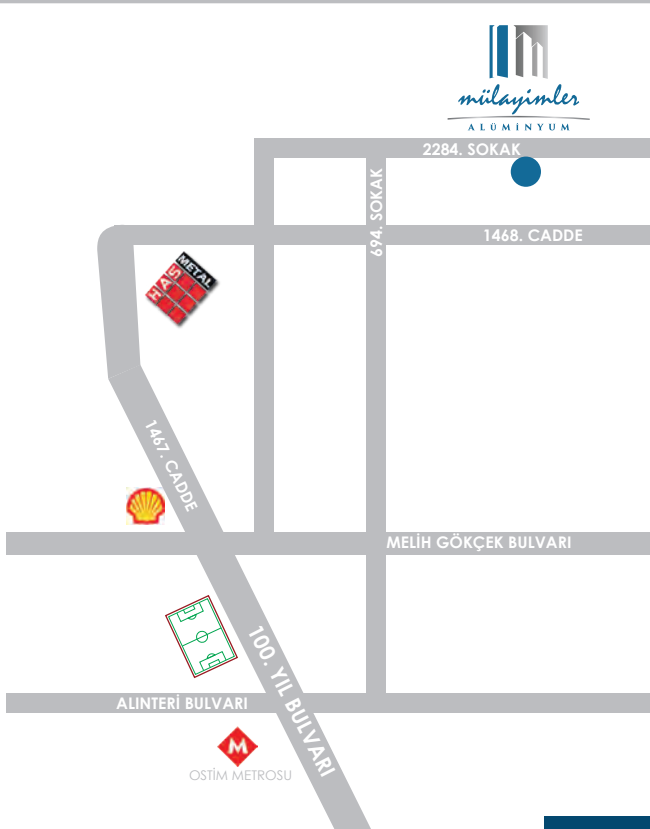 mülayimler
ALÜMİNYUM
2284. SOKAK
694. SOKAK
1468. CADDE
HAS
METAL
1467. CADDE
MELİH GÖKÇEK BULVARI
100. YIL BULVARI
ALINTERİ BULVARI
M
OSTİM METROSU